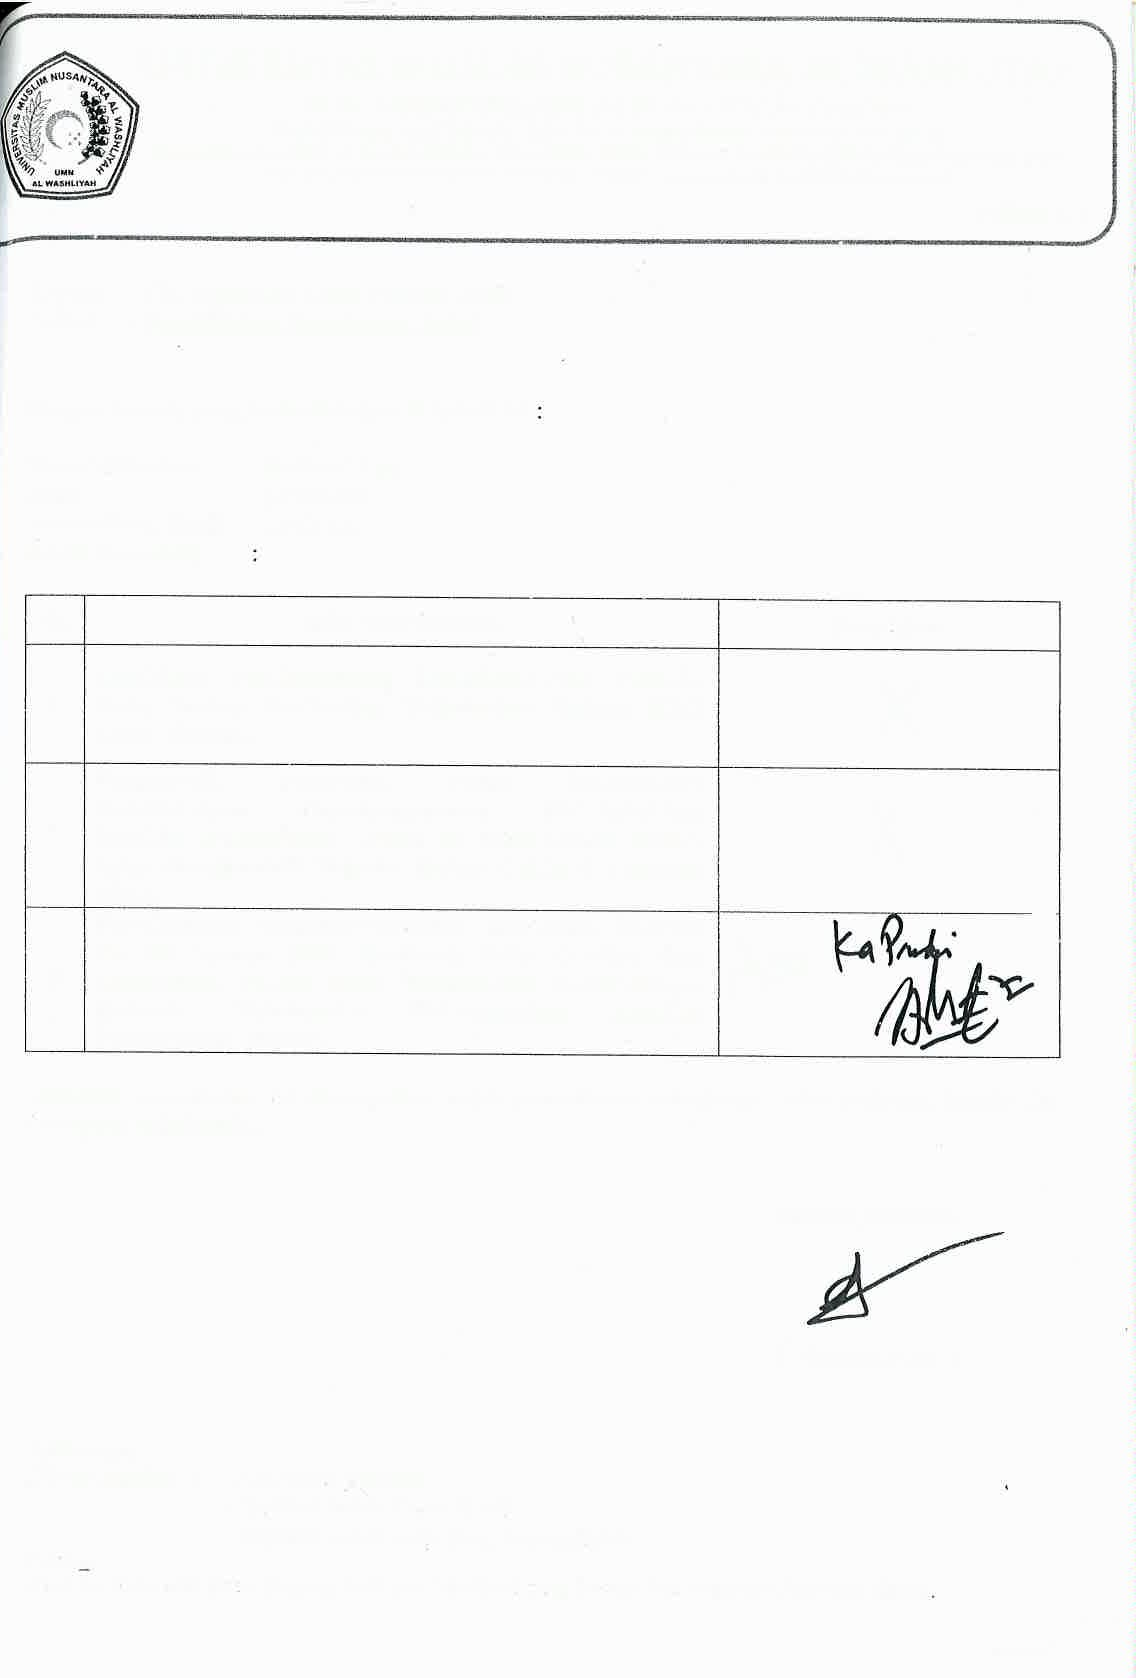 UNIVERSITAS MUSLIM NUSANTARA AL WASHLIYAH
UMN
AL WASHLIYAH
:
:
Ka Prodi